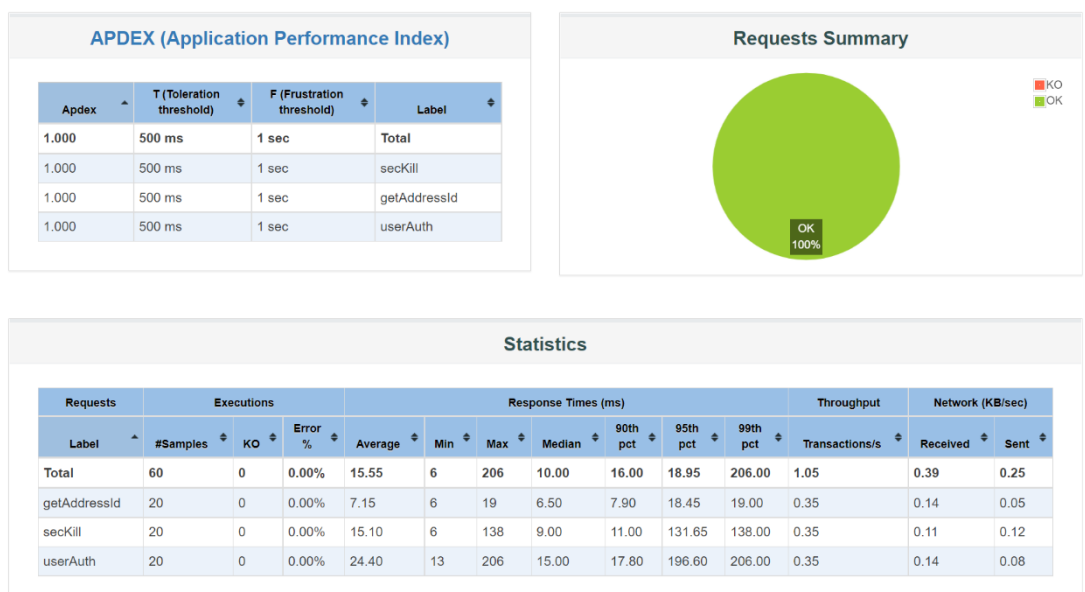 APDEX (Application Performance Index)
Apdex T (Toleration threshold) F (Frustration threshold) Label
1.000 500 ms 1 sec Total
1.000 500 ms 1 sec secKill
1.000 500 ms 1 sec getAddressId
1.000 500 ms 1 sec userAuth
Requests Summary
KO
OK
OK
100%
Statistics
Requests Executions Response Times (ms) Throughput Network (KB/sec)
Label #Samples KO Error % Average Min Max Median 90th pct 95th pct 99th pct Transactions/s Received Sent
Total 60 0 0.00% 15.55 6 206 10.00 16.00 18.95 206.00 1.05 0.39 0.25
getAddressId 20 0 0.00% 7.15 6 19 6.50 7.90 18.45 19.00 0.35 0.14 0.05
secKill 20 0 0.00% 15.10 6 138 9.00 11.00 131.65 138.00 0.35 0.11 0.12
userAuth 20 0 0.00% 24.40 13 206 15.00 17.80 196.60 206.00 0.35 0.14 0.08